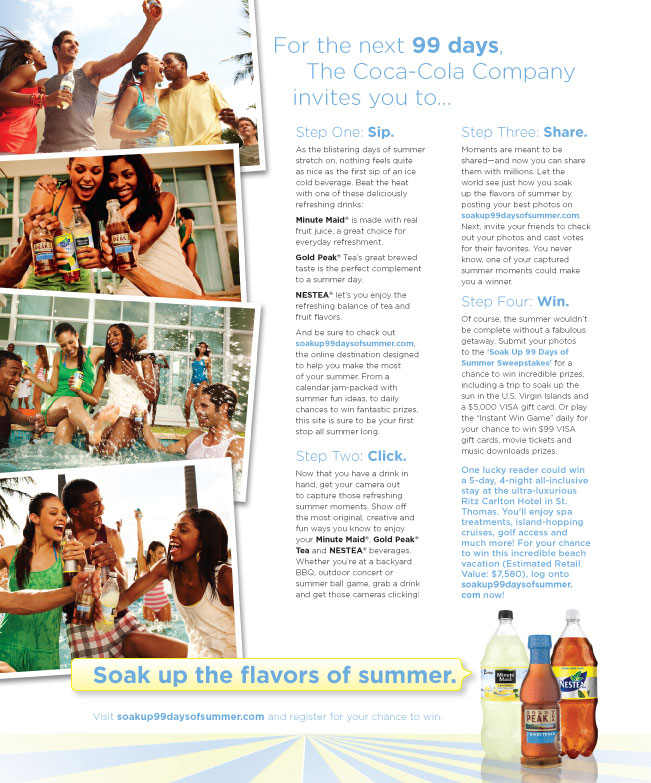 For the next 99 days,
The Coca-Cola Company
invites you to...
Step One: Sip.
As the blistering days of summer
stretch on, nothing feels quite
as nice as the first sip of an ice
cold beverage. Beat the heat
with one of these deliciously
refreshing drinks:
Minute Maid® is made with real
fruit juice, a great choice for
everyday refreshment.
Gold Peak® Tea's great brewed
taste is the perfect complement
to a summer day.
NESTEA® let's you enjoy the
refreshing balance of tea and
fruit flavors.
And be sure to check out
soakup99daysofsummer.com,
the online destination designed
to help you make the most
of your summer. From a
calendar jam-packed with
summer fun ideas, to daily
chances to win fantastic prizes,
this site is sure to be your first
stop all summer long.
Step Two: Click.
Now that you have a drink in
hand, get your camera out
to capture those refreshing
summer moments. Show off
the most original, creative and
fun ways you know to enjoy
your Minute Maid®, Gold Peak®
Tea and NESTEA® beverages.
Whether you're at a backyard
BBQ, outdoor concert or
summer ball game, grab a drink
and get those cameras clicking!
Step Three: Share.
Moments are meant to be
shared—and now you can share
them with millions. Let the
world see just how you soak
up the flavors of summer by
posting your best photos on
soakup99daysofsummer.com.
Next, invite your friends to check
out your photos and cast votes
for their favorites. You never
know, one of your captured
summer moments could make
you a winner.
Step Four: Win.
Of course, the summer wouldn't
be complete without a fabulous
getaway. Submit your photos
to the 'Soak Up 99 Days of
Summer Sweepstakes' for a
chance to win incredible prizes,
including a trip to soak up the
sun in the U.S. Virgin Islands and
a $5,000 VISA gift card. Or play
the "Instant Win Game" daily for
your chance to win $99 VISA
gift cards, movie tickets and
music downloads prizes.
One lucky reader could win
a 5-day, 4-night all-inclusive
stay at the ultra-luxurious
Ritz Carlton Hotel in St.
Thomas. You'll enjoy spa
treatments, island-hopping
cruises, golf access and
much more! For your chance
to win this incredible beach
vacation (Estimated Retail
Value: $7,580), log onto
soakup99daysofsummer.
com now!
Soak up the flavors of summer.
Visit soakup99daysofsummer.com and register for your chance to win.
Minute Maid
GOLD PEAK
SWEETENED
NESTEA